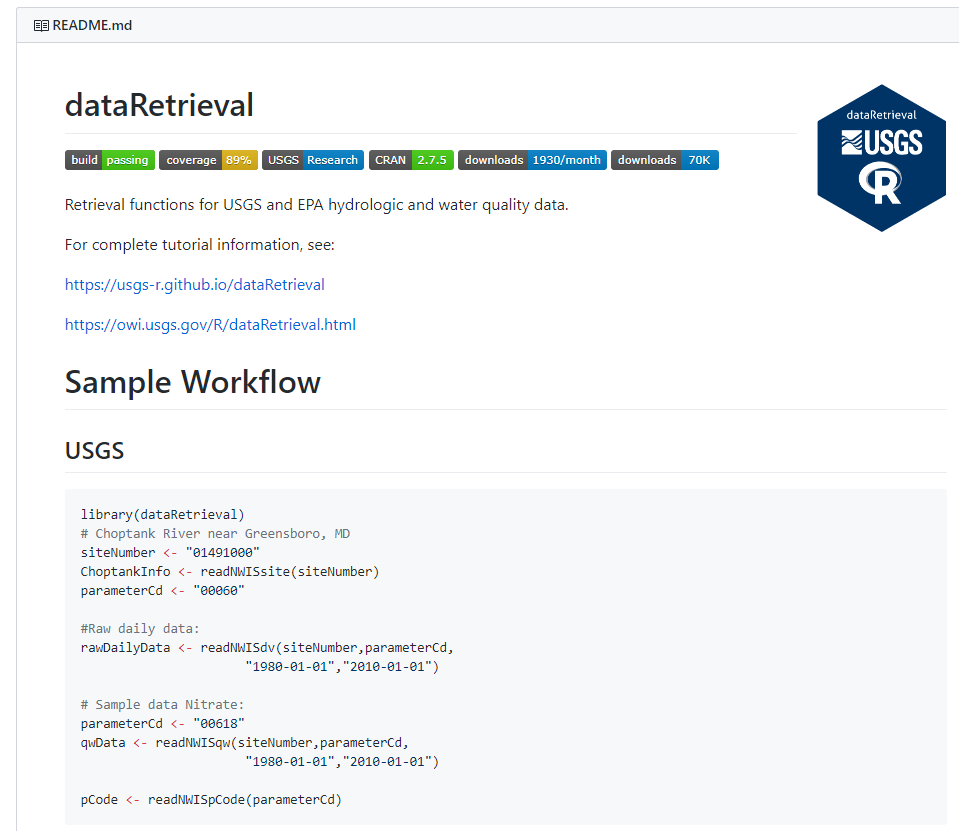 README.md
dataRetrieval
dataRetrieval
USGS
R
build passing coverage 89% USGS Research CRAN 2.7.5 downloads 1930/month downloads 70K
Retrieval functions for USGS and EPA hydrologic and water quality data.
For complete tutorial information, see:
https://usgs-r.github.io/dataRetrieval
https://owi.usgs.gov/R/dataRetrieval.html
Sample Workflow
USGS
library(dataRetrieval)
# Choptank River near Greensboro, MD
siteNumber <- "01491000"
ChoptankInfo <- readNWISsite(siteNumber)
parameterCd <- "00060"
#Raw daily data:
rawDailyData <- readNWISdv(siteNumber,parameterCd,
                      "1980-01-01","2010-01-01")
# Sample data Nitrate:
parameterCd <- "00618"
qwData <- readNWISqw(siteNumber,parameterCd,
                      "1980-01-01","2010-01-01")
pCode <- readNWISpCode(parameterCd)